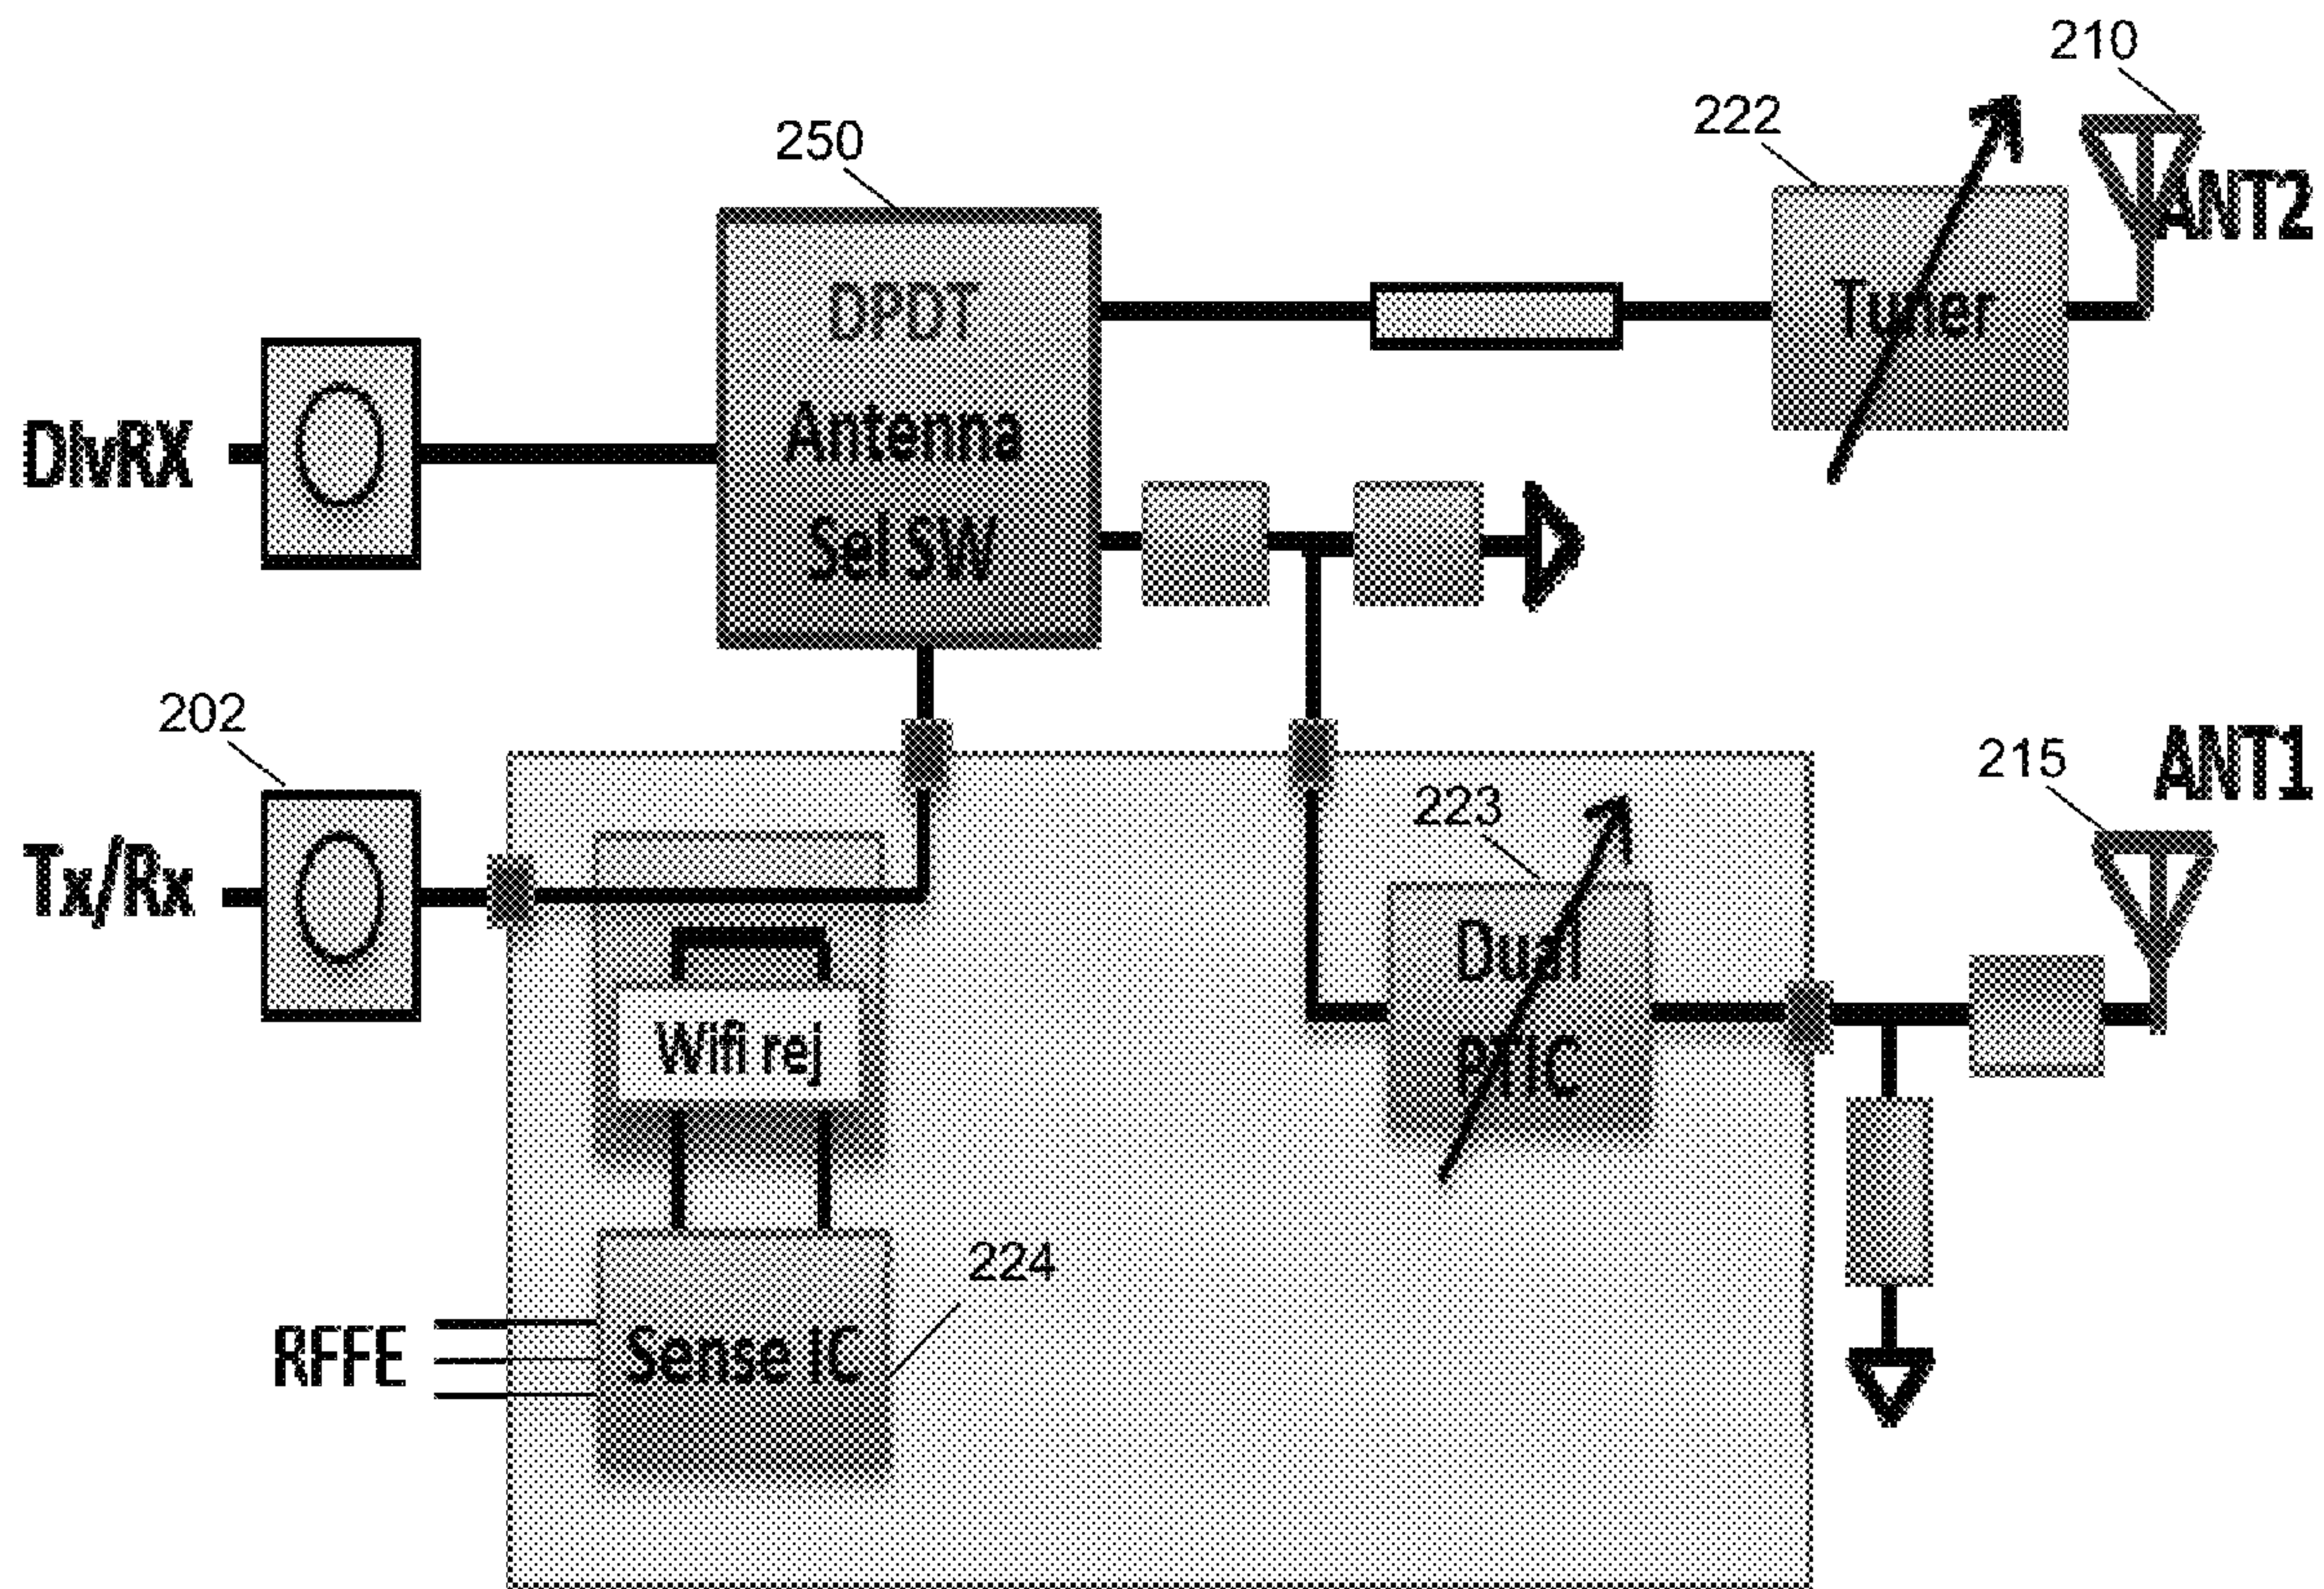 210
222
250
ANT2
DPDT
Tuner
Antenna
DivRX
Sel SW
202
ANT1
215
223
Tx/Rx
Dual
Wifi rej
PTIC
224
RFFE
Sense IC